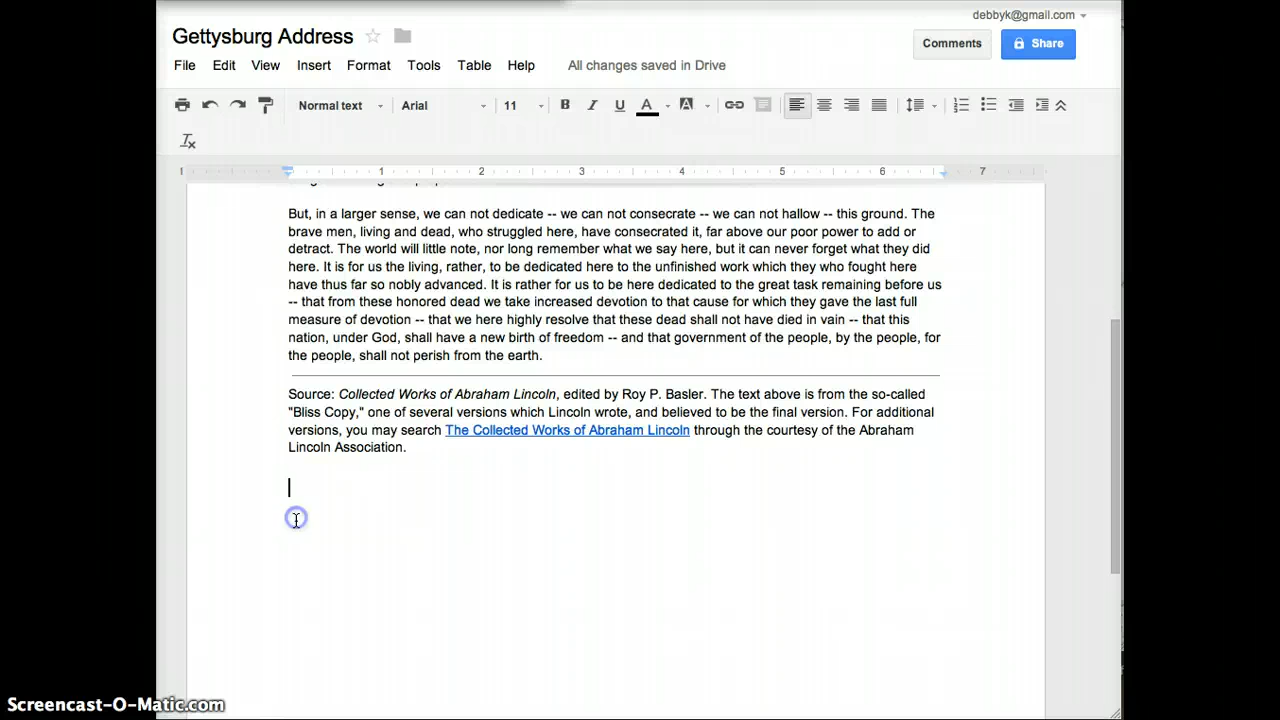 debbyk@gmail.com
Gettysburg Address
Comments
Share
File Edit View Insert Format Tools Table Help All changes saved in Drive
Normal text Arial 11 B I U A A
1 2 3 4 5 6 7
But, in a larger sense, we can not dedicate -- we can not consecrate -- we can not hallow -- this ground. The
brave men, living and dead, who struggled here, have consecrated it, far above our poor power to add or
detract. The world will little note, nor long remember what we say here, but it can never forget what they did
here. It is for us the living, rather, to be dedicated here to the unfinished work which they who fought here
have thus far so nobly advanced. It is rather for us to be here dedicated to the great task remaining before us
-- that from these honored dead we take increased devotion to that cause for which they gave the last full
measure of devotion -- that we here highly resolve that these dead shall not have died in vain -- that this
nation, under God, shall have a new birth of freedom -- and that government of the people, by the people, for
the people, shall not perish from the earth.
Source: Collected Works of Abraham Lincoln, edited by Roy P. Basler. The text above is from the so-called
"Bliss Copy," one of several versions which Lincoln wrote, and believed to be the final version. For additional
versions, you may search The Collected Works of Abraham Lincoln through the courtesy of the Abraham
Lincoln Association.
Screencast-O-Matic.com